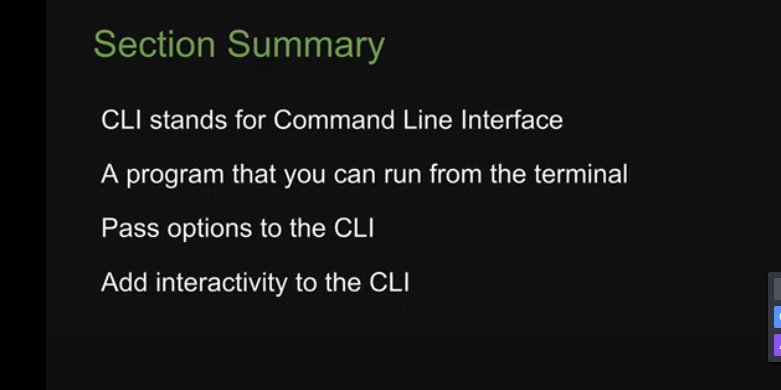 Section Summary
CLI stands for Command Line Interface
A program that you can run from the terminal
Pass options to the CLI
Add interactivity to the CLI